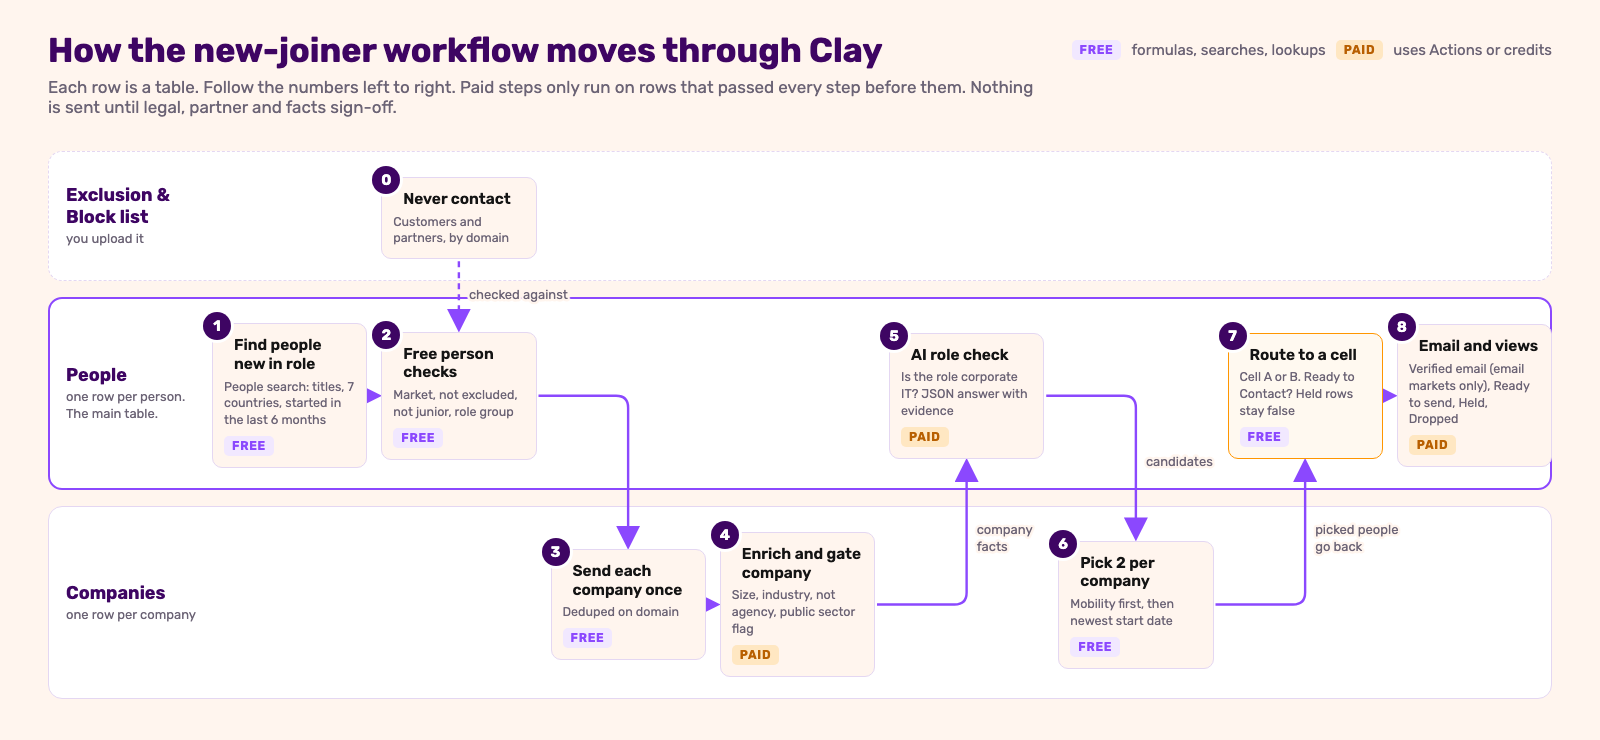 How the new-joiner workflow moves through Clay
FREE formulas, searches, lookups PAID uses Actions or credits
Each row is a table. Follow the numbers left to right. Paid steps only run on rows that passed every step before them. Nothing
is sent until legal, partner and facts sign-off.
Exclusion &
Block list
you upload it
0
Never contact
Customers and
partners, by domain
checked against
People
one row per person.
The main table.
1
Find people
new in role
People search: titles, 7
countries, started in
the last 6 months
FREE
2
Free person
checks
Market, not excluded,
not junior, role group
FREE
5
AI role check
Is the role corporate
IT? JSON answer with
evidence
PAID
candidates
7
Route to a cell
Cell A or B. Ready to
Contact? Held rows
stay false
FREE
8
Email and views
Verified email (email
markets only), Ready
to send, Held,
Dropped
PAID
Companies
one row per company
3
Send each
company once
Deduped on domain
FREE
4
Enrich and gate
company
Size, industry, not
agency, public sector
flag
PAID
company
facts
6
Pick 2 per
company
Mobility first, then
newest start date
FREE
picked people
go back